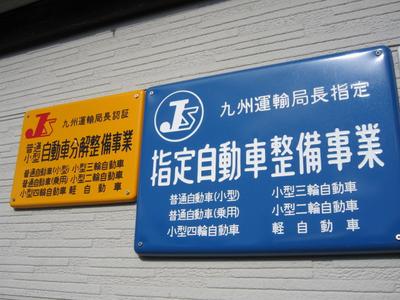 JS 九州運輸局長認証
普通
小型 自動車分解整備事業
普通自動車(小型) 小型三輪自動車
普通自動車(乗用) 小型二輪自動車
小型四輪自動車 軽自動車
JS 九州運輸局長指定
指定自動車整備事業
普通自動車(小型) 小型三輪自動車
普通自動車(乗用) 小型二輪自動車
小型四輪自動車 軽自動車